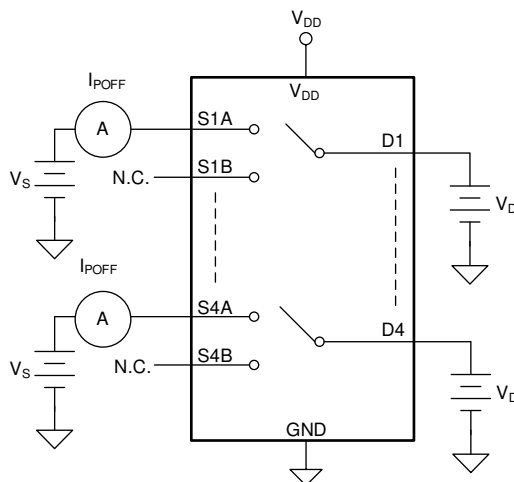 VDD
IPOFF
VDD
A
S1A
D1
VS
N.C.
S1B
VD
IPOFF
A
S4A
D4
VS
N.C.
S4B
VD
GND